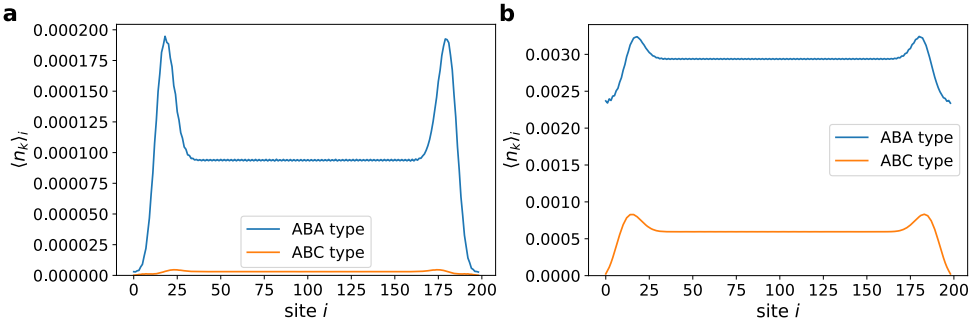 a
0.000200
0.000175
0.000150
0.000125
0.000100
0.000075
0.000050
0.000025
0.000000
⟨n_k⟩_i
ABA type
ABC type
0 25 50 75 100 125 150 175 200
site i
b
0.0030
0.0025
0.0020
0.0015
0.0010
0.0005
0.0000
⟨n_k⟩_i
ABA type
ABC type
0 25 50 75 100 125 150 175 200
site i